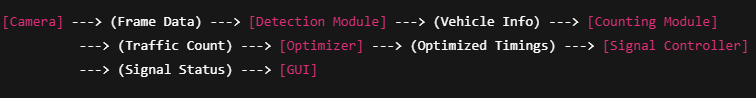 [Camera] ---> (Frame Data) ---> [Detection Module] ---> (Vehicle Info) ---> [Counting Module]
---> (Traffic Count) ---> [Optimizer] ---> (Optimized Timings) ---> [Signal Controller]
---> (Signal Status) ---> [GUI]